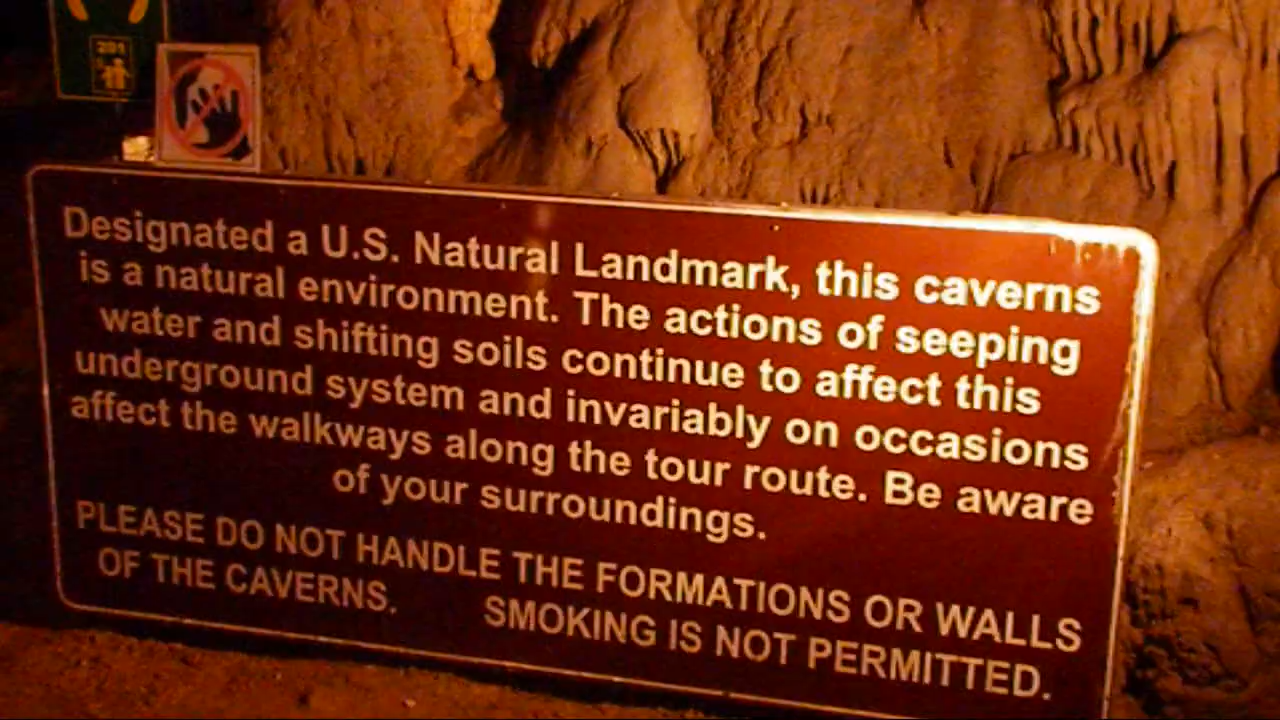 201
Designated a U.S. Natural Landmark, this caverns
is a natural environment. The actions of seeping
water and shifting soils continue to affect this
underground system and invariably on occasions
affect the walkways along the tour route. Be aware
of your surroundings.
PLEASE DO NOT HANDLE THE FORMATIONS OR WALLS
OF THE CAVERNS. SMOKING IS NOT PERMITTED.